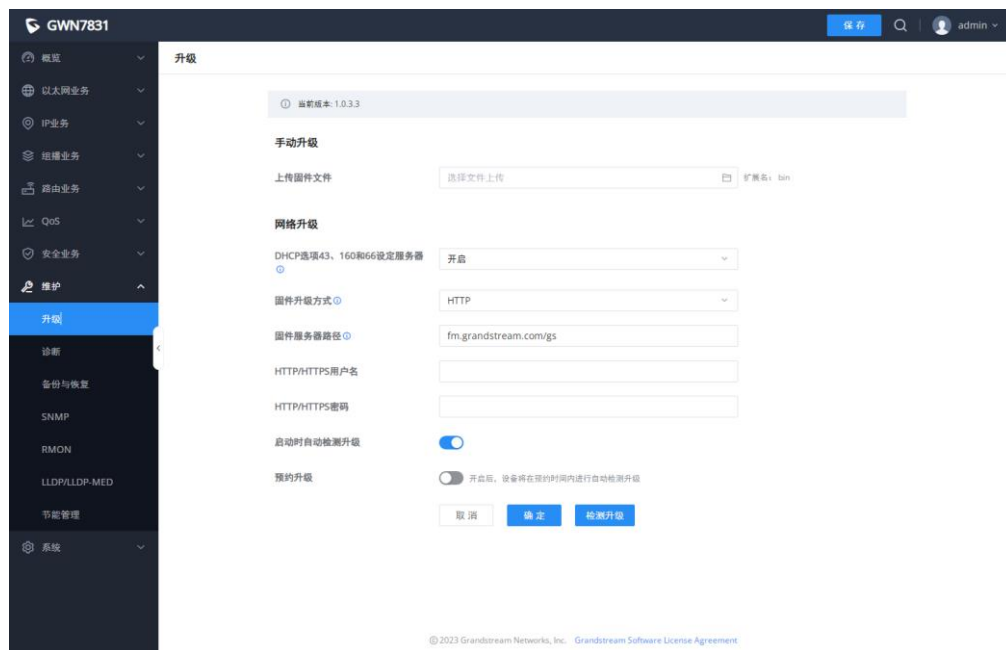 GWN7831
保存
admin
概览
以太网业务
IP业务
组播业务
路由业务
QoS
安全业务
维护
升级
诊断
备份与恢复
SNMP
RMON
LLDP/LLDP-MED
节能管理
系统
升级
当前版本: 1.0.3.3
手动升级
上传固件文件
选择文件上传
扩展名: bin
网络升级
DHCP选项43、160和66设定服务器
开启
固件升级方式
HTTP
固件服务器路径
fm.grandstream.com/gs
HTTP/HTTPS用户名
HTTP/HTTPS密码
启动时自动检测升级
预约升级
开启后，设备将在预约时间内进行自动检测升级
取消
确定
检测升级
© 2023 Grandstream Networks, Inc. Grandstream Software License Agreement